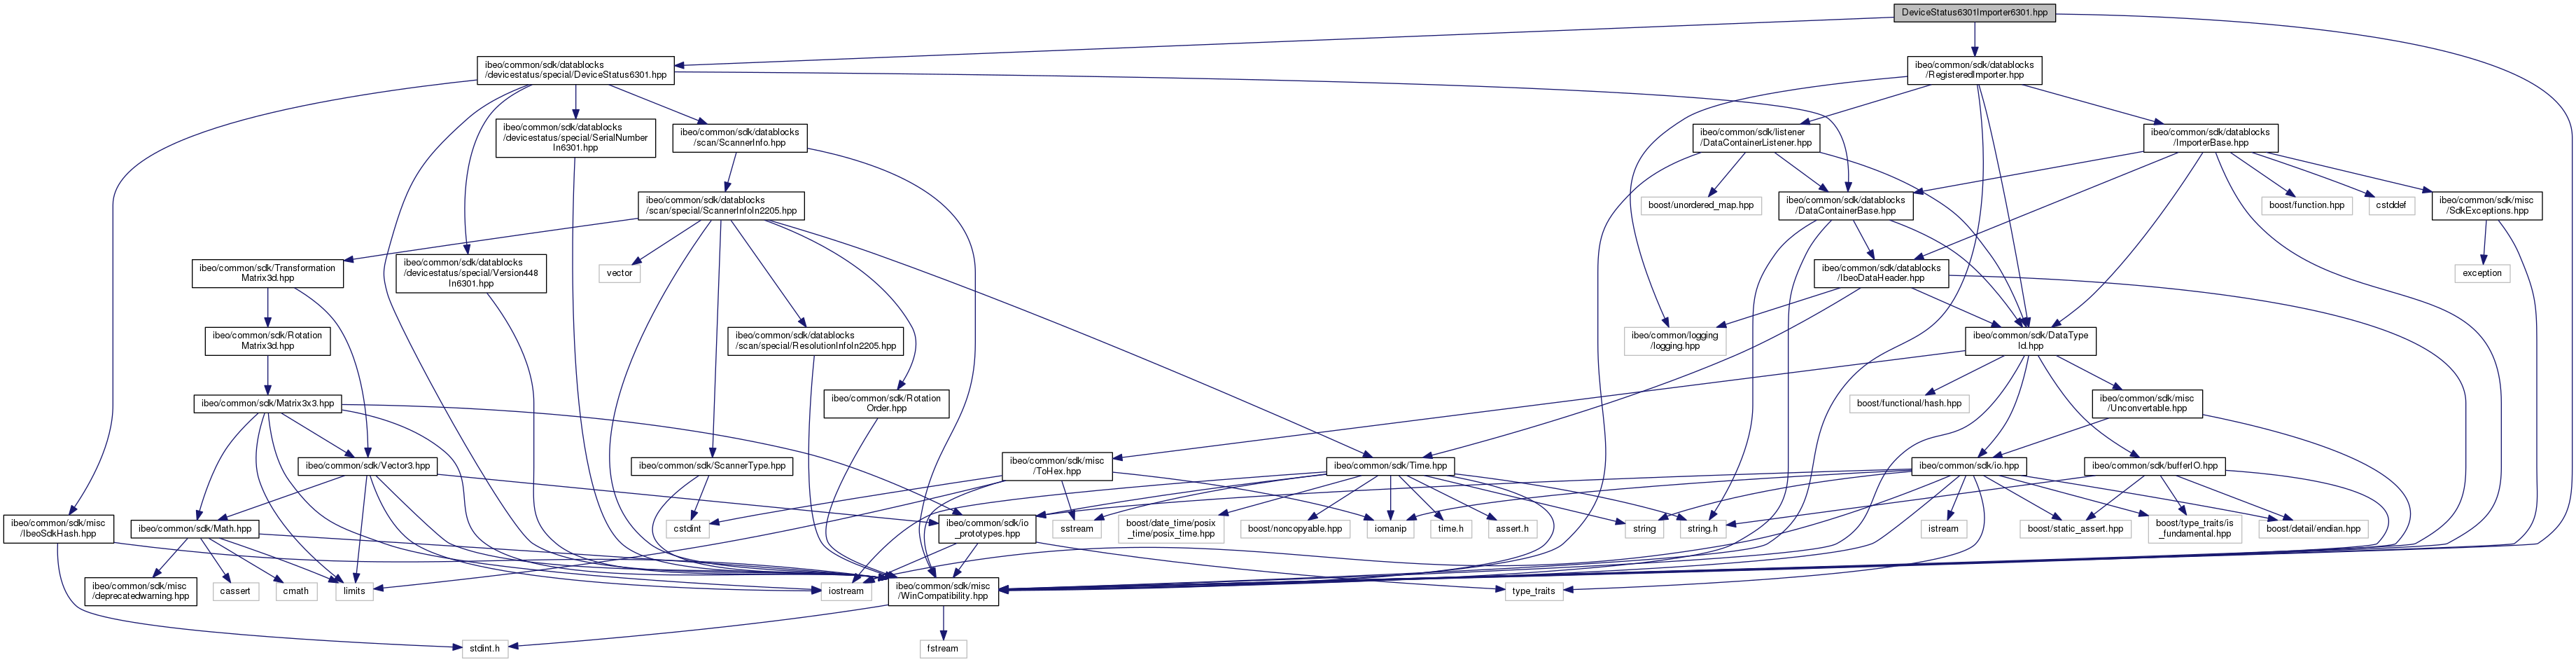 DeviceStatus6301Importer6301.hpp
ibeo/common/sdk/datablocks
/devicestatus/special/DeviceStatus6301.hpp
ibeo/common/sdk/datablocks
/RegisteredImporter.hpp
ibeo/common/sdk/datablocks
/devicestatus/special/SerialNumber
In6301.hpp
ibeo/common/sdk/datablocks
/scan/ScannerInfo.hpp
ibeo/common/sdk/listener
/DataContainerListener.hpp
ibeo/common/sdk/datablocks
/ImporterBase.hpp
ibeo/common/sdk/datablocks
/scan/special/ScannerInfoIn2205.hpp
boost/unordered_map.hpp
ibeo/common/sdk/datablocks
/DataContainerBase.hpp
boost/function.hpp
cstddef
ibeo/common/sdk/misc
/SdkExceptions.hpp
ibeo/common/sdk/Transformation
Matrix3d.hpp
ibeo/common/sdk/datablocks
/devicestatus/special/Version448
In6301.hpp
vector
ibeo/common/sdk/datablocks
/IbeoDataHeader.hpp
exception
ibeo/common/sdk/Rotation
Matrix3d.hpp
ibeo/common/sdk/datablocks
/scan/special/ResolutionInfoIn2205.hpp
ibeo/common/logging
/logging.hpp
ibeo/common/sdk/DataType
Id.hpp
ibeo/common/sdk/Matrix3x3.hpp
ibeo/common/sdk/Rotation
Order.hpp
boost/functional/hash.hpp
ibeo/common/sdk/misc
/Unconvertable.hpp
ibeo/common/sdk/Vector3.hpp
ibeo/common/sdk/ScannerType.hpp
ibeo/common/sdk/misc
/ToHex.hpp
ibeo/common/sdk/Time.hpp
ibeo/common/sdk/io.hpp
ibeo/common/sdk/bufferIO.hpp
ibeo/common/sdk/misc
/IbeoSdkHash.hpp
ibeo/common/sdk/Math.hpp
cstdint
ibeo/common/sdk/io
_prototypes.hpp
sstream
boost/date_time/posix
_time/posix_time.hpp
boost/noncopyable.hpp
iomanip
time.h
assert.h
string
string.h
istream
boost/static_assert.hpp
boost/type_traits/is
_fundamental.hpp
boost/detail/endian.hpp
ibeo/common/sdk/misc
/deprecatedwarning.hpp
cassert
cmath
limits
iostream
ibeo/common/sdk/misc
/WinCompatibility.hpp
type_traits
stdint.h
fstream